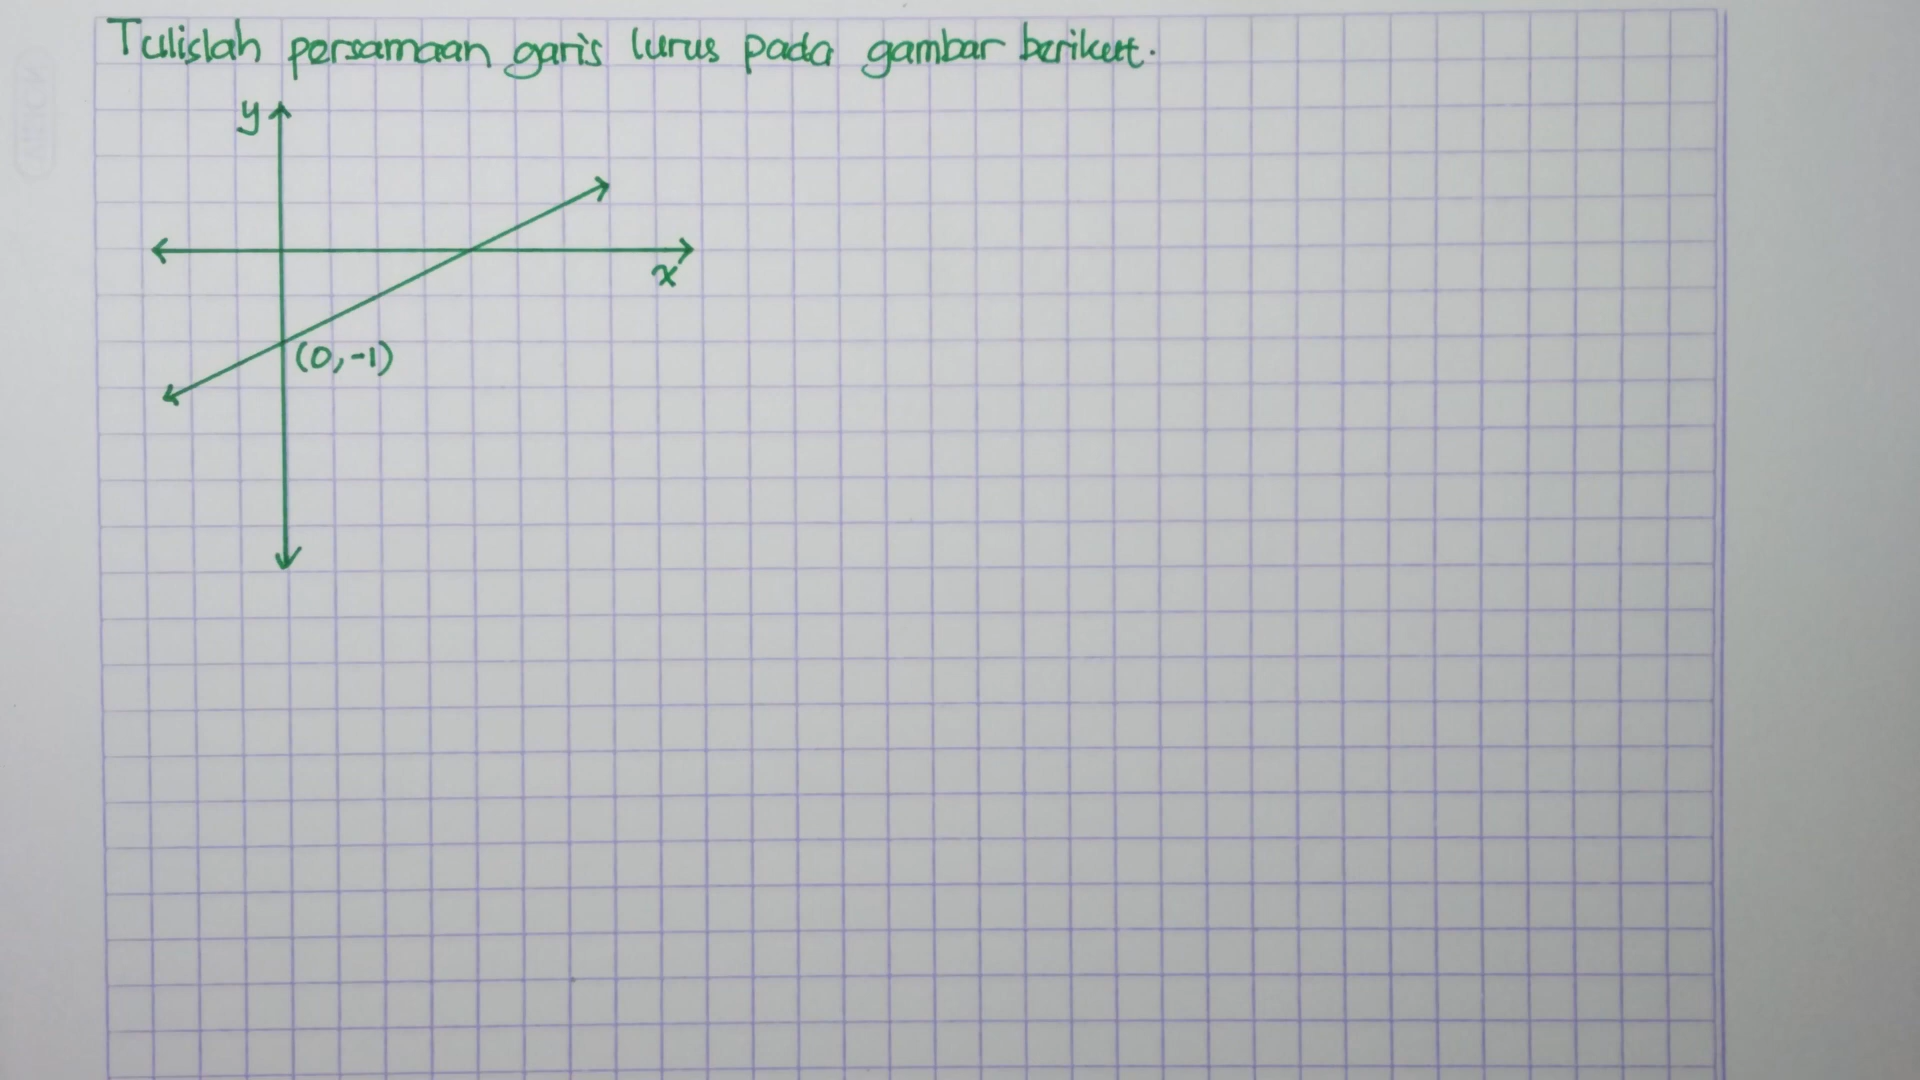 Tulislah persamaan garis lurus pada gambar berikut.
y
x
(0,-1)